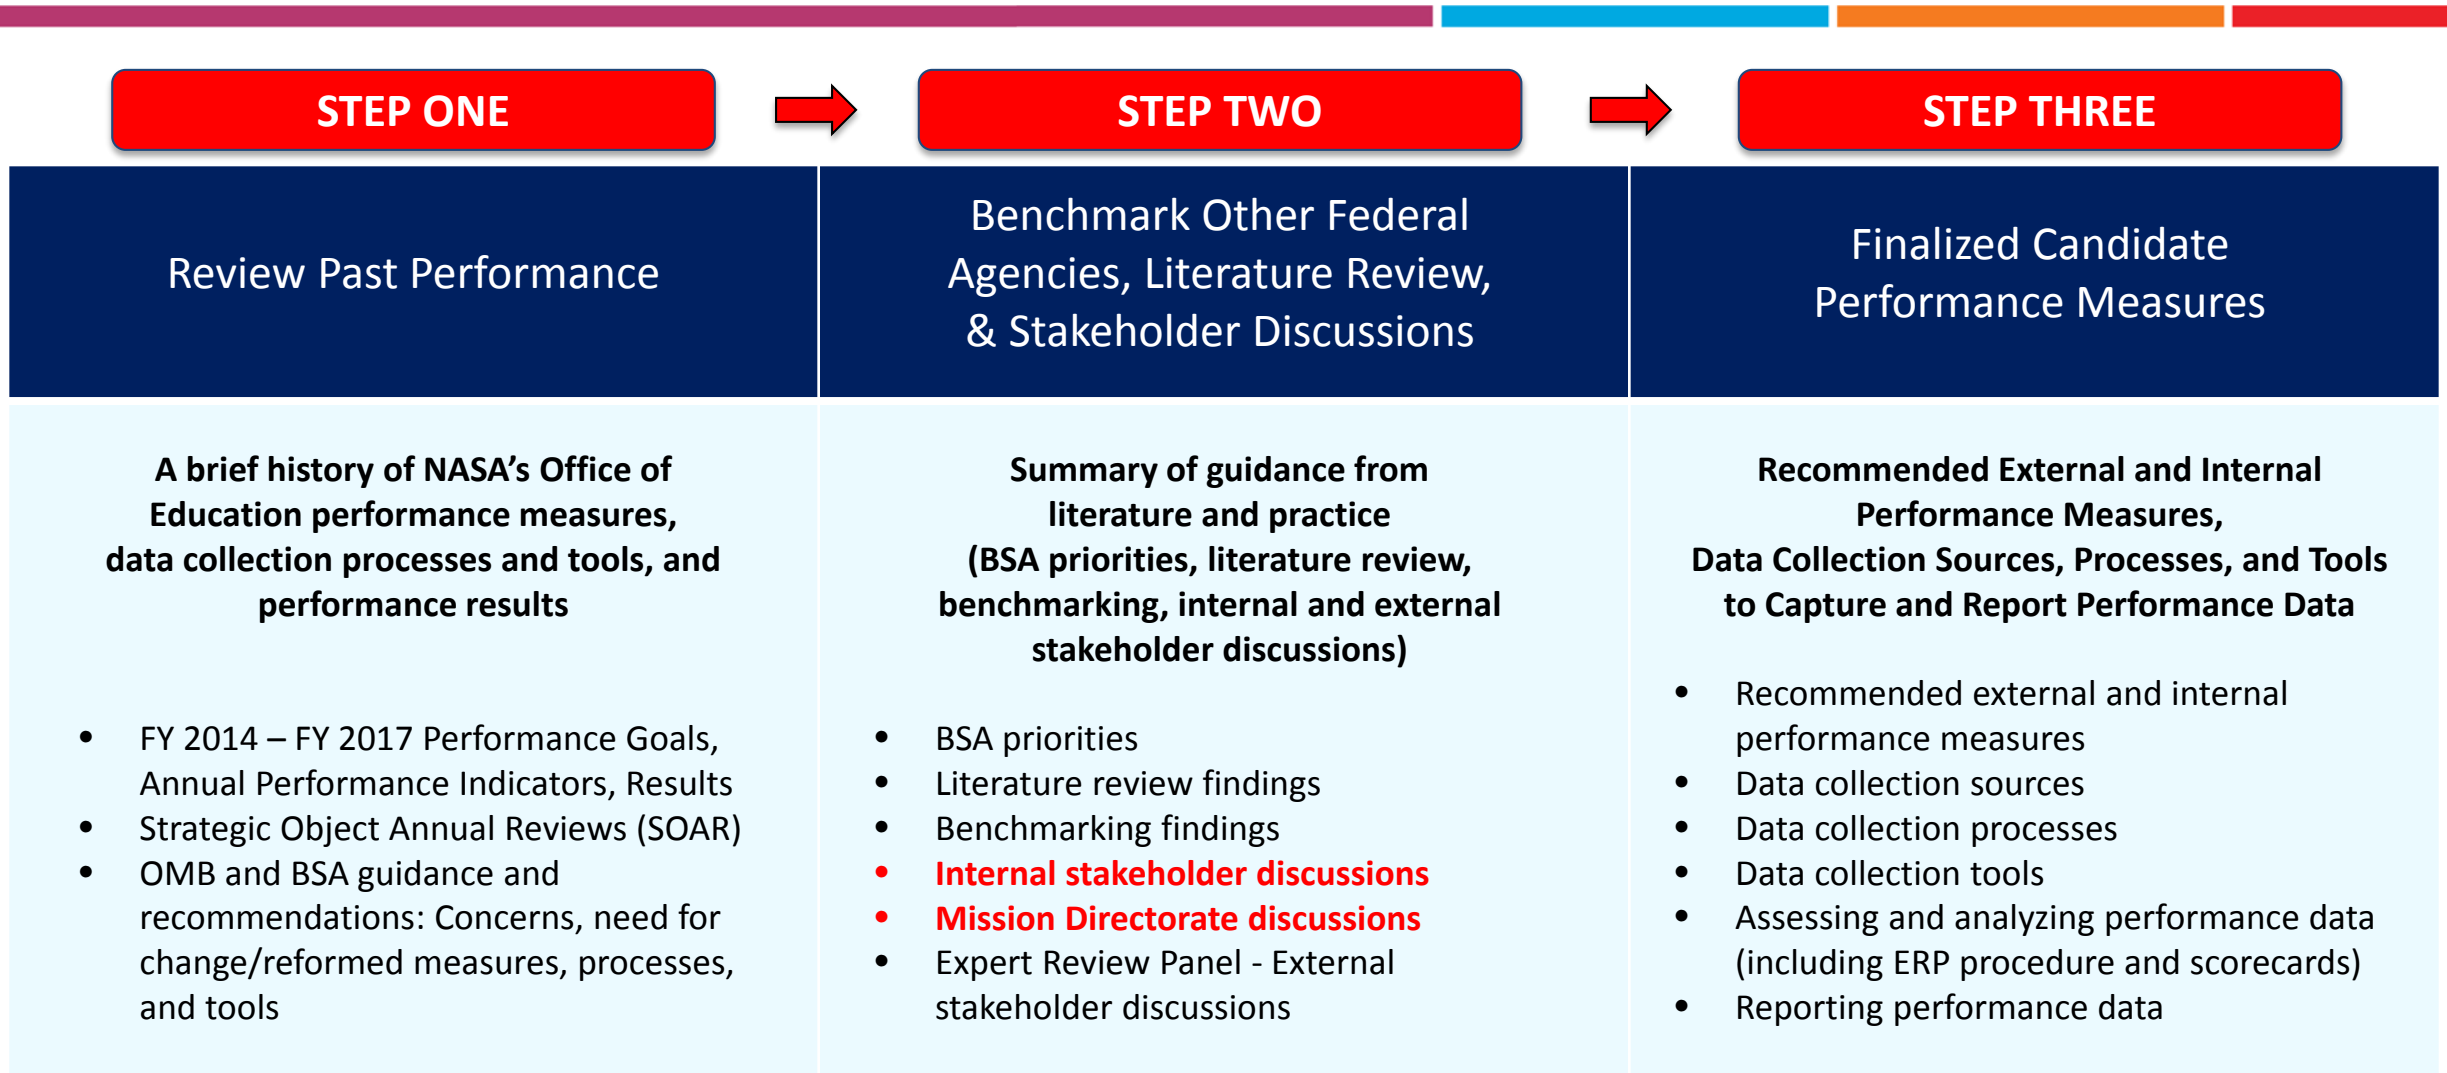 STEP ONE
STEP TWO
STEP THREE
Review Past Performance
Benchmark Other Federal
Agencies, Literature Review,
& Stakeholder Discussions
Finalized Candidate
Performance Measures
A brief history of NASA’s Office of
Education performance measures,
data collection processes and tools, and
performance results
• FY 2014 – FY 2017 Performance Goals,
Annual Performance Indicators, Results
• Strategic Object Annual Reviews (SOAR)
• OMB and BSA guidance and
recommendations: Concerns, need for
change/reformed measures, processes,
and tools
Summary of guidance from
literature and practice
(BSA priorities, literature review,
benchmarking, internal and external
stakeholder discussions)
• BSA priorities
• Literature review findings
• Benchmarking findings
• Internal stakeholder discussions
• Mission Directorate discussions
• Expert Review Panel - External
stakeholder discussions
Recommended External and Internal
Performance Measures,
Data Collection Sources, Processes, and Tools
to Capture and Report Performance Data
• Recommended external and internal
performance measures
• Data collection sources
• Data collection processes
• Data collection tools
• Assessing and analyzing performance data
(including ERP procedure and scorecards)
• Reporting performance data